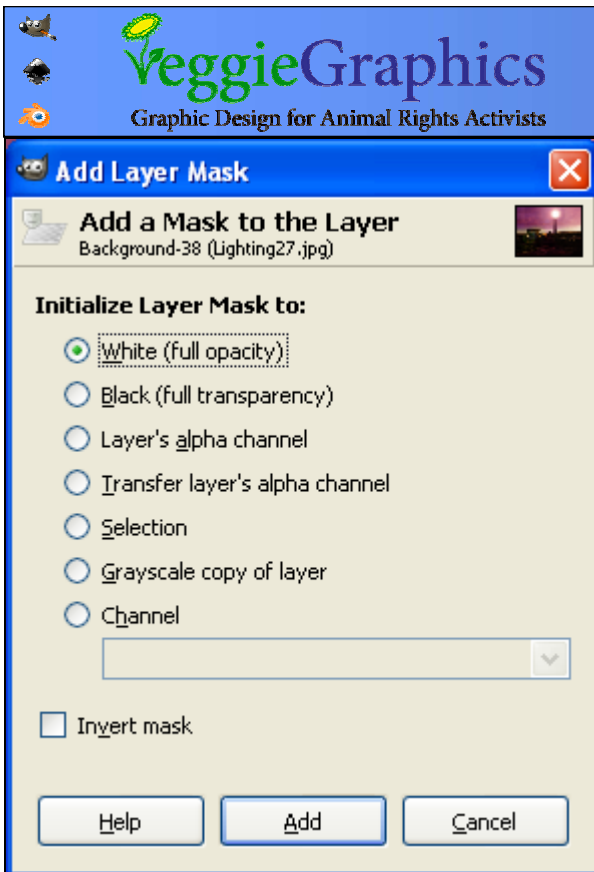 VeggieGraphics
Graphic Design for Animal Rights Activists
Add Layer Mask
Add a Mask to the Layer
Background-38 (Lighting27.jpg)
Initialize Layer Mask to:
White (full opacity)
Black (full transparency)
Layer's alpha channel
Transfer layer's alpha channel
Selection
Grayscale copy of layer
Channel
Invert mask
Help Add Cancel